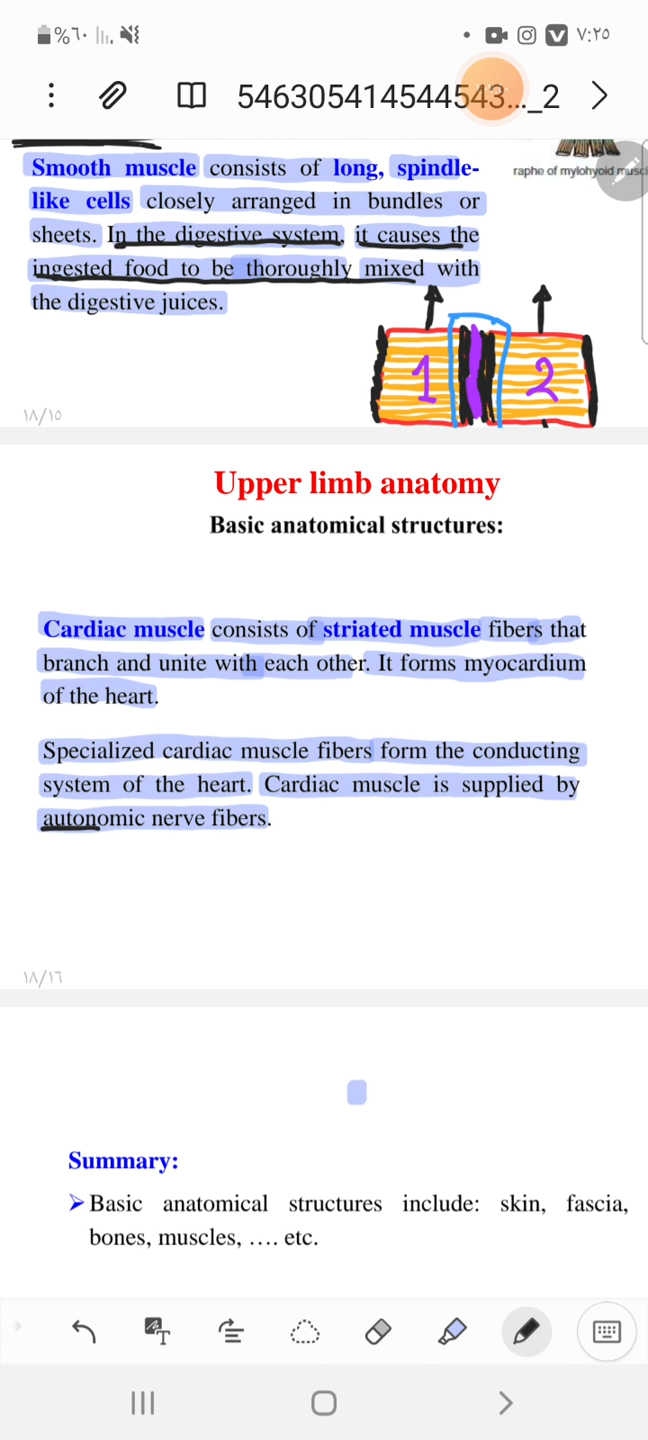 %٦٠
٧:٢٥
546305414544543..._2
Smooth muscle consists of long, spindle-
like cells closely arranged in bundles or
sheets. In the digestive system, it causes the
ingested food to be thoroughly mixed with
the digestive juices.
raphe of mylohyoid muscl
1 2
١٨/١٥
Upper limb anatomy
Basic anatomical structures:
Cardiac muscle consists of striated muscle fibers that
branch and unite with each other. It forms myocardium
of the heart.
Specialized cardiac muscle fibers form the conducting
system of the heart. Cardiac muscle is supplied by
autonomic nerve fibers.
١٨/١٦
Summary:
➢ Basic anatomical structures include: skin, fascia,
bones, muscles, …. etc.